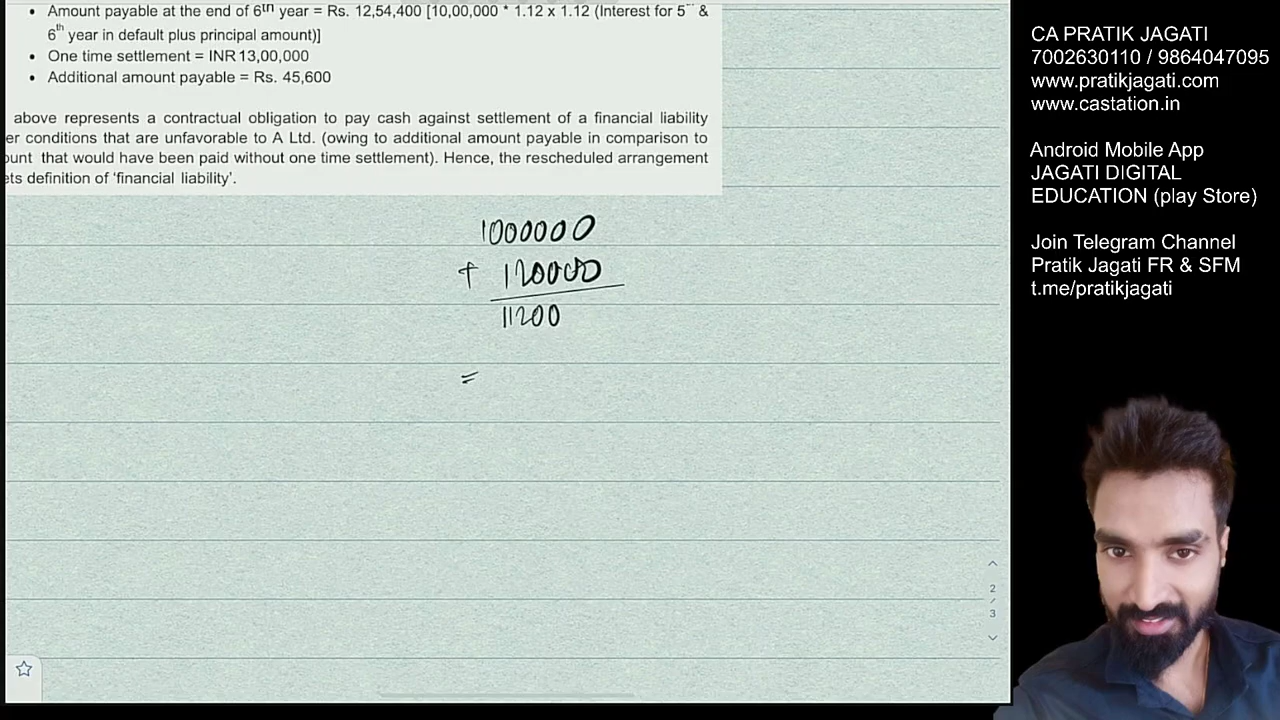 • Amount payable at the end of 6th year = Rs. 12,54,400 [10,00,000 * 1.12 x 1.12 (Interest for 5th &
6th year in default plus principal amount)]
• One time settlement = INR 13,00,000
• Additional amount payable = Rs. 45,600
above represents a contractual obligation to pay cash against settlement of a financial liability
er conditions that are unfavorable to A Ltd. (owing to additional amount payable in comparison to
ount that would have been paid without one time settlement). Hence, the rescheduled arrangement
ets definition of ‘financial liability’.
1000000
+ 120000
11200
=
2
/
3
CA PRATIK JAGATI
7002630110 / 9864047095
www.pratikjagati.com
www.castation.in
Android Mobile App
JAGATI DIGITAL
EDUCATION (play Store)
Join Telegram Channel
Pratik Jagati FR & SFM
t.me/pratikjagati